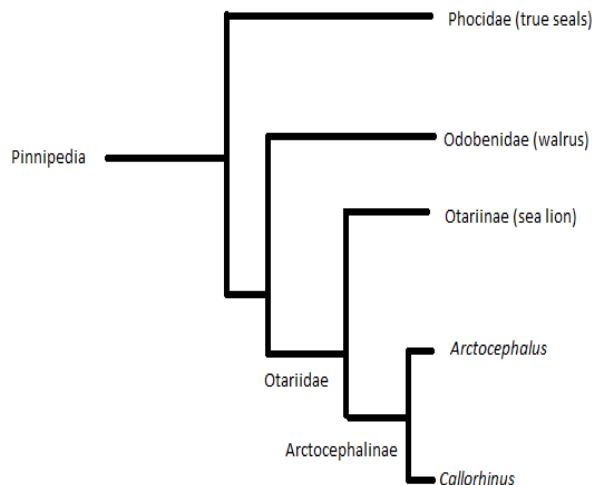 Phocidae (true seals)
Odobenidae (walrus)
Pinnipedia
Otariinae (sea lion)
Arctocephalus
Otariidae
Arctocephalinae
Callorhinus